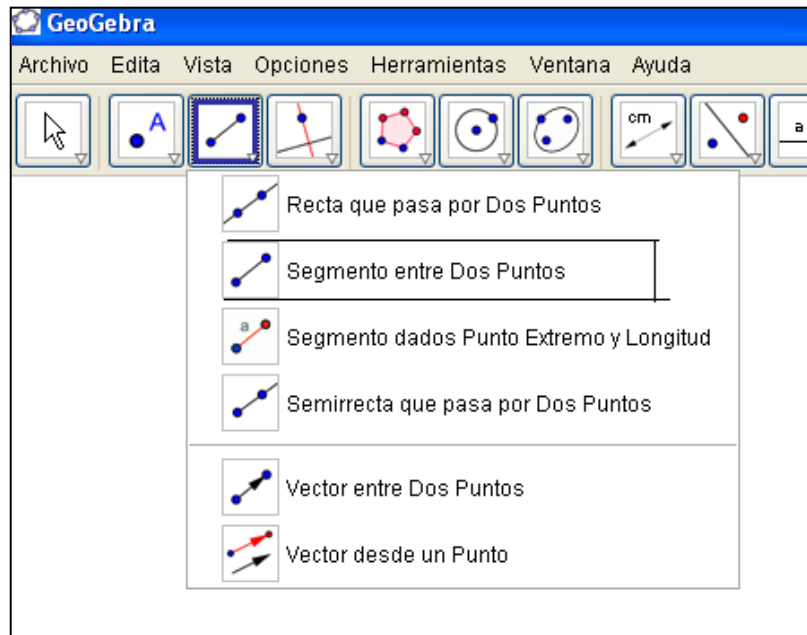 GeoGebra
Archivo Edita Vista Opciones Herramientas Ventana Ayuda
A cm a
Recta que pasa por Dos Puntos
Segmento entre Dos Puntos
a
Segmento dados Punto Extremo y Longitud
Semirrecta que pasa por Dos Puntos
Vector entre Dos Puntos
Vector desde un Punto